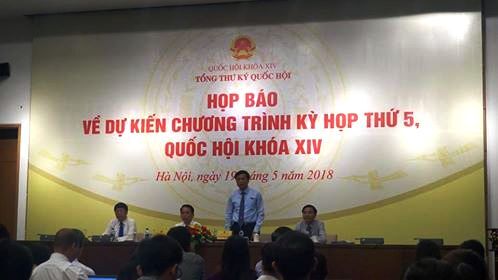 QUỐC HỘI KHÓA XIV
TỔNG THƯ KÝ QUỐC HỘI
HỌP BÁO
VỀ DỰ KIẾN CHƯƠNG TRÌNH KỲ HỌP THỨ 5,
QUỐC HỘI KHÓA XIV
Hà Nội, ngày 19 tháng 5 năm 2018